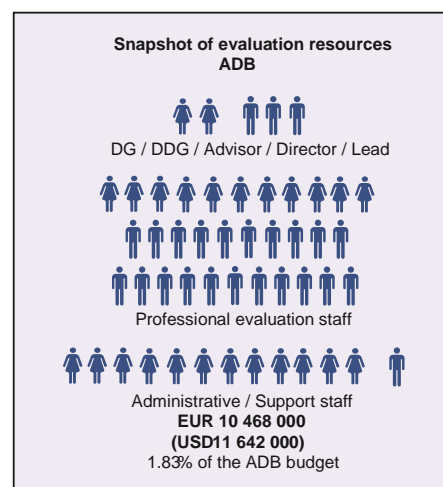 Snapshot of evaluation resources
ADB
DG / DDG / Advisor / Director / Lead
Professional evaluation staff
Administrative / Support staff
EUR 10 468 000
(USD11 642 000)
1.83% of the ADB budget